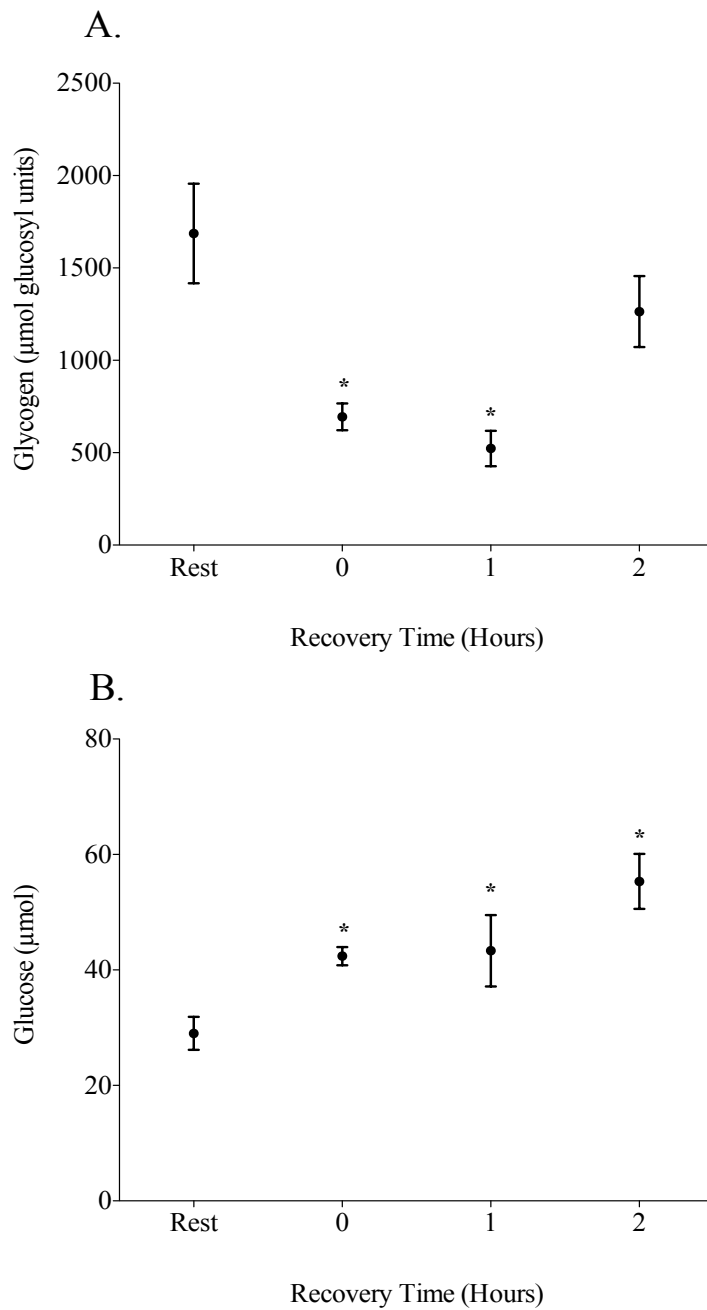 A.
2500
2000
1500
1000
500
0
Glycogen (µmol glucosyl units)
*
*
Rest 0 1 2
Recovery Time (Hours)
B.
80
60
40
20
0
Glucose (µmol)
*
*
*
Rest 0 1 2
Recovery Time (Hours)